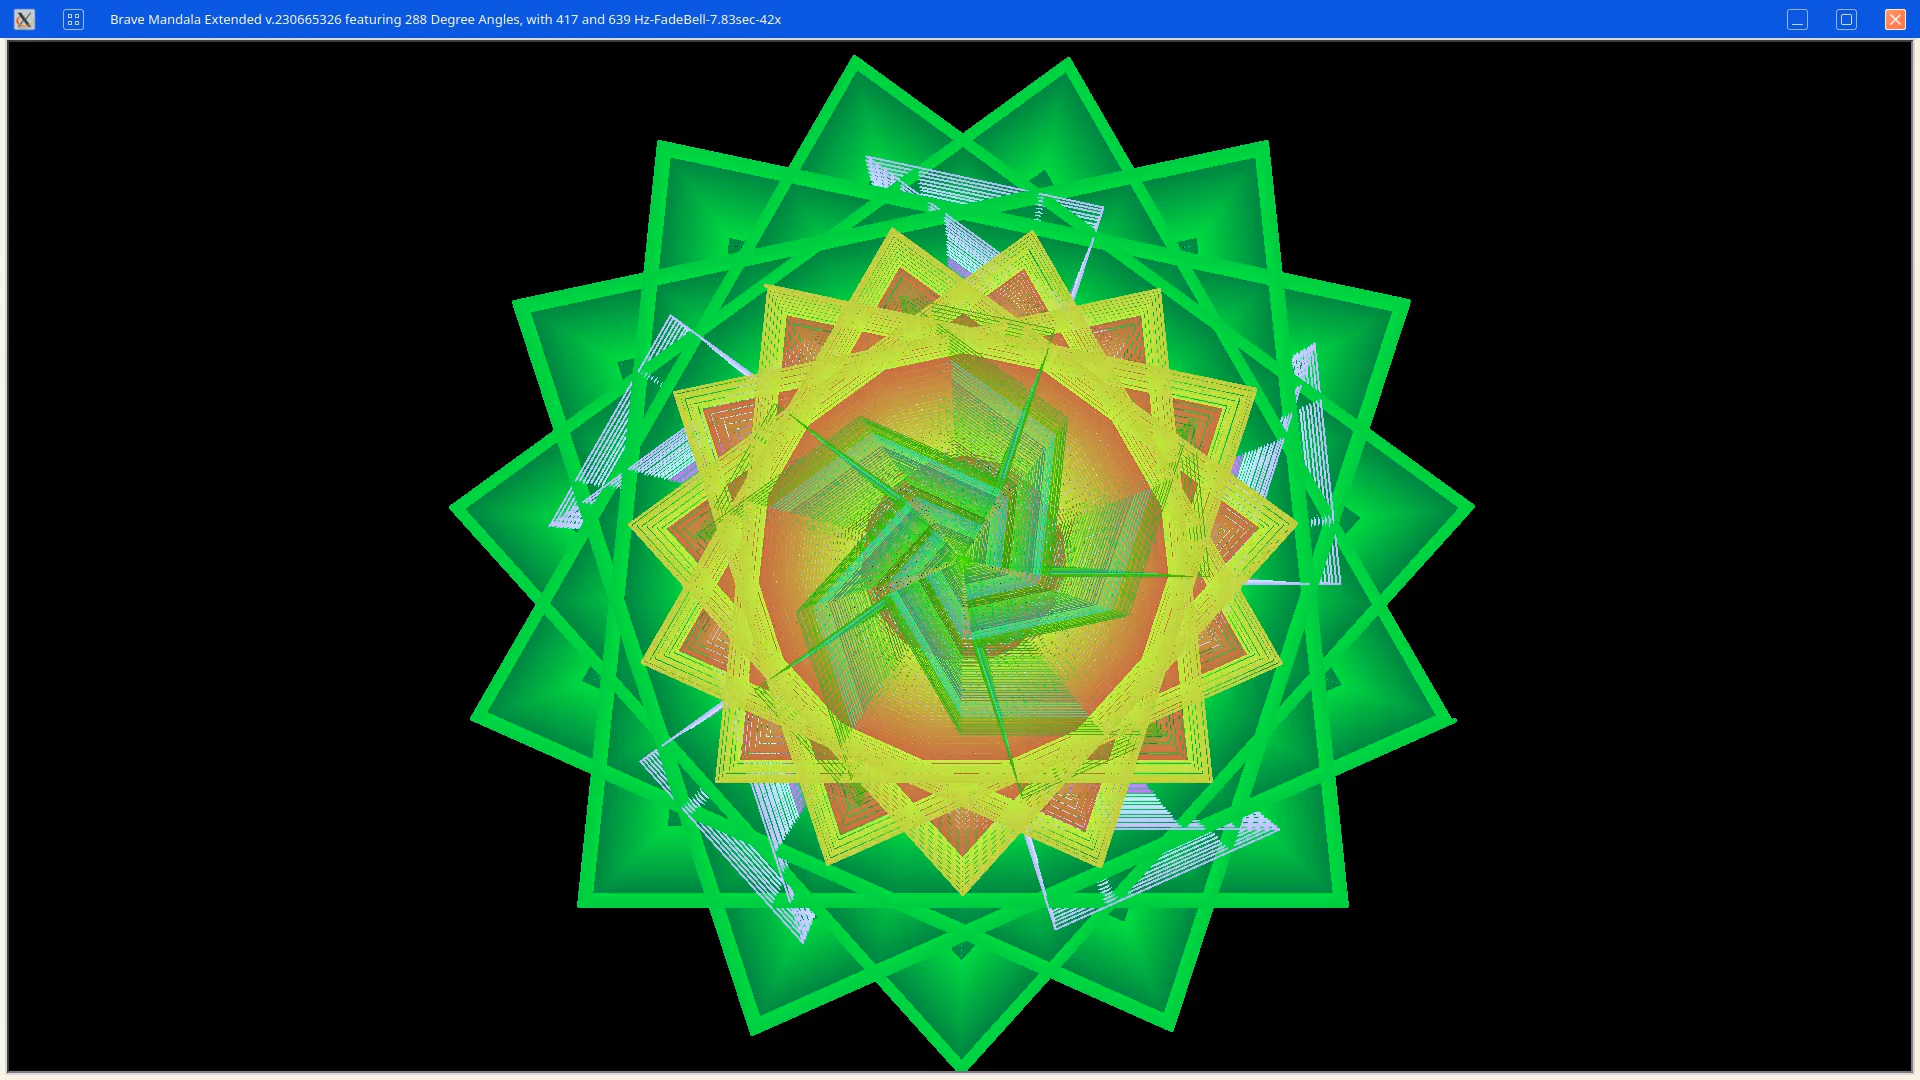 Brave Mandala Extended v.230665326 featuring 288 Degree Angles, with 417 and 639 Hz-FadeBell-7.83sec-42x